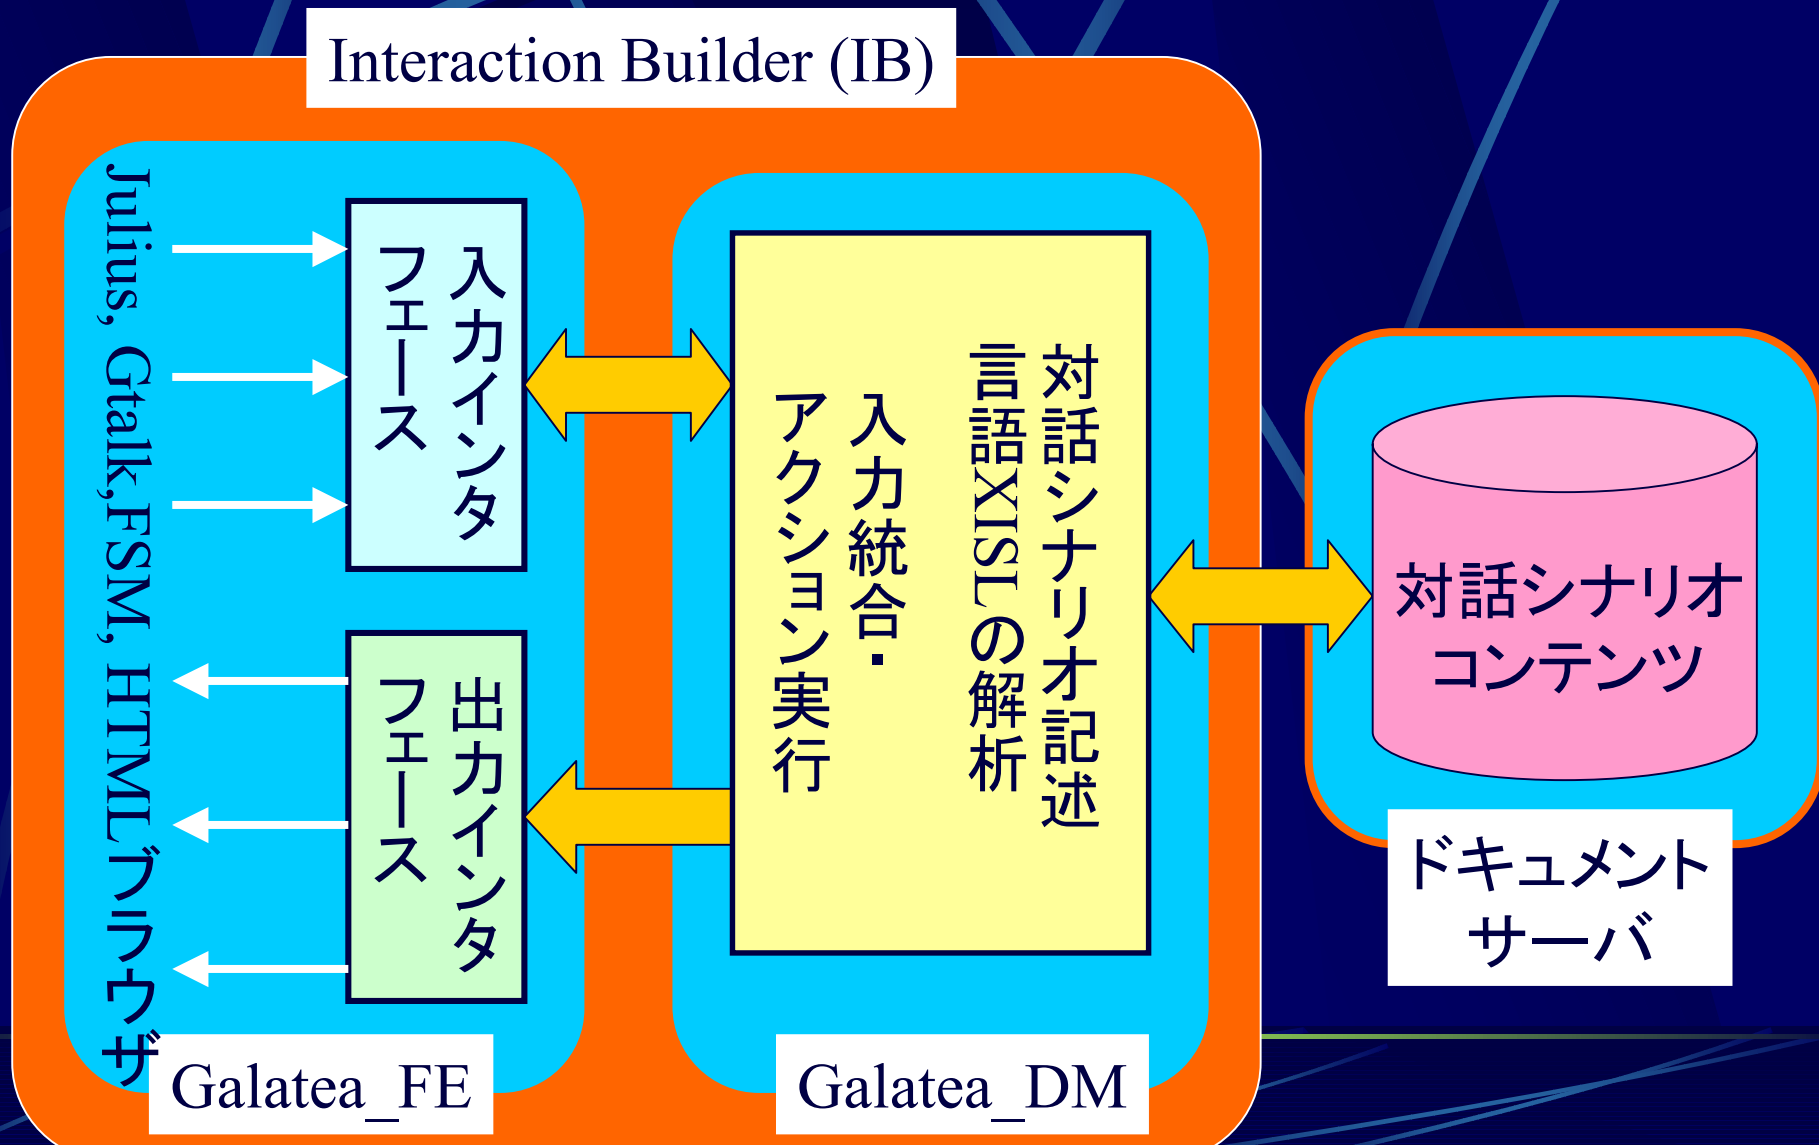 Interaction Builder (IB)
Julius, Gtalk,FSM, HTMLブラウザ
入力インタ
フェース
出力インタ
フェース
対話シナリオ記述
言語XISLの解析
入力統合・
アクション実行
対話シナリオ
コンテンツ
ドキュメント
サーバ
Galatea_FE
Galatea_DM